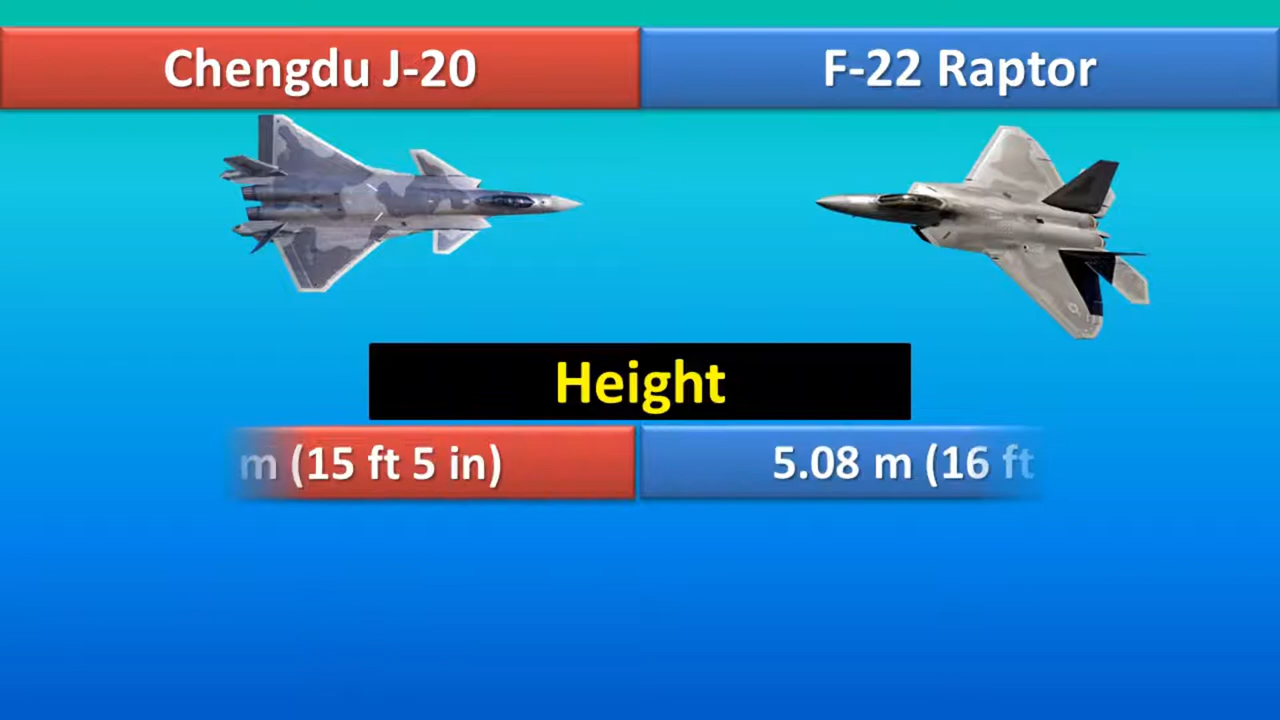 Chengdu J-20
F-22 Raptor
Height
m (15 ft 5 in)
5.08 m (16 ft